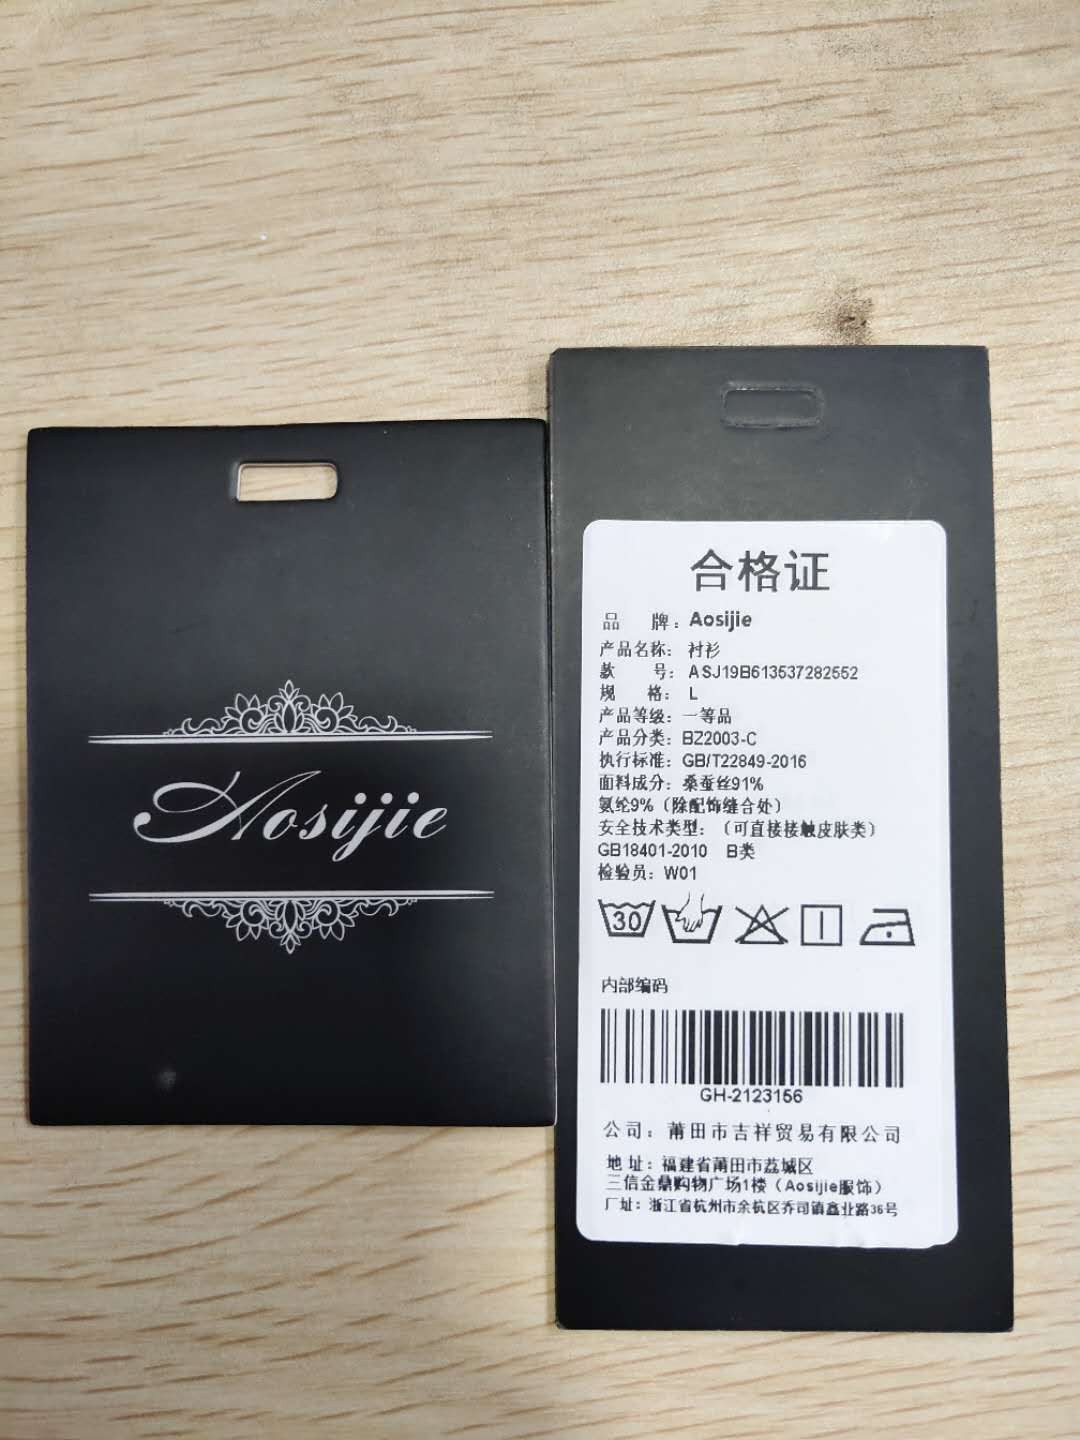 Aosijie
合格证
品 牌：Aosijie
产品名称：衬衫
款 号：ASJ19B613537282552
规 格：L
产品等级：一等品
产品分类：BZ2003-C
执行标准：GB/T22849-2016
面料成分：桑蚕丝91%
氨纶9%（除配饰缝合处）
安全技术类型：（可直接接触皮肤类）
GB18401-2010 B类
检验员：W01
30
内部编码
GH-2123156
公司：莆田市吉祥贸易有限公司
地址：福建省莆田市荔城区
三信金鼎购物广场1楼（Aosijie服饰）
厂址：浙江省杭州市余杭区乔司镇鑫业路36号